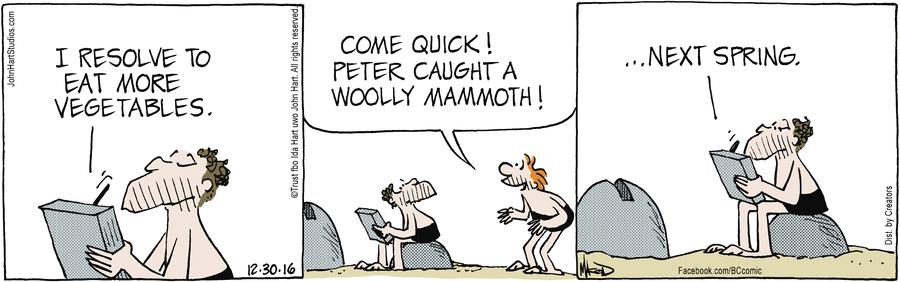 JohnHartStudios.com
I RESOLVE TO
EAT MORE
VEGETABLES.
12·30·16
©Trust fbo Ida Hart uwo John Hart. All rights reserved.
COME QUICK!
PETER CAUGHT A
WOOLLY MAMMOTH!
...NEXT SPRING.
Facebook.com/BCcomic
Dist. by Creators